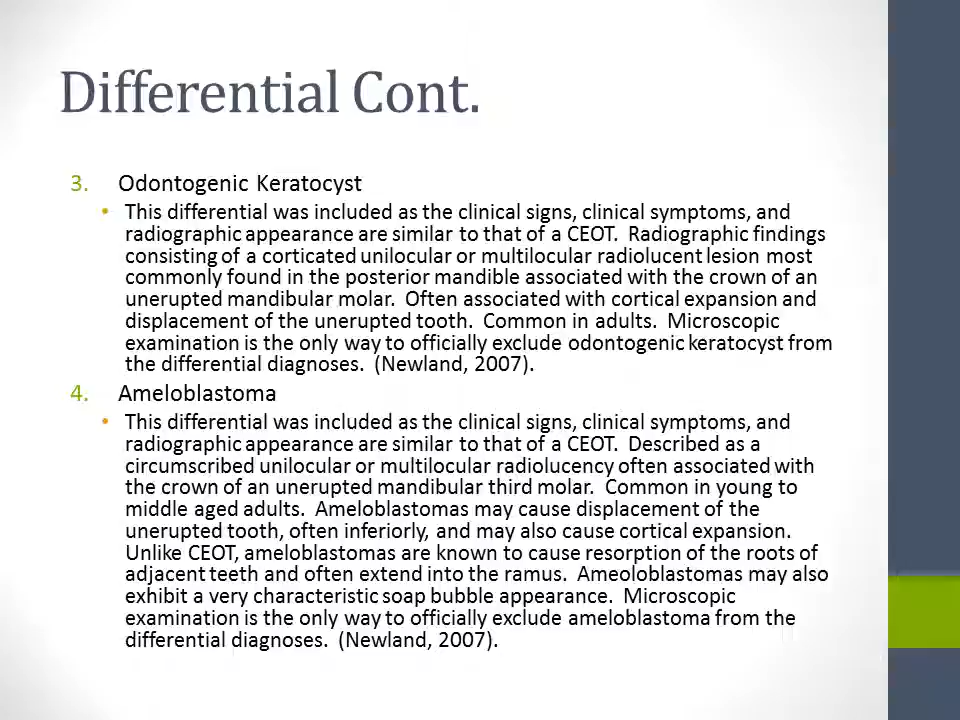 Differential Cont.
3. Odontogenic Keratocyst
• This differential was included as the clinical signs, clinical symptoms, and
radiographic appearance are similar to that of a CEOT.  Radiographic findings
consisting of a corticated unilocular or multilocular radiolucent lesion most
commonly found in the posterior mandible associated with the crown of an
unerupted mandibular molar.  Often associated with cortical expansion and
displacement of the unerupted tooth.  Common in adults.  Microscopic
examination is the only way to officially exclude odontogenic keratocyst from
the differential diagnoses.  (Newland, 2007).
4. Ameloblastoma
• This differential was included as the clinical signs, clinical symptoms, and
radiographic appearance are similar to that of a CEOT.  Described as a
circumscribed unilocular or multilocular radiolucency often associated with
the crown of an unerupted mandibular third molar.  Common in young to
middle aged adults.  Ameloblastomas may cause displacement of the
unerupted tooth, often inferiorly, and may also cause cortical expansion.
Unlike CEOT, ameloblastomas are known to cause resorption of the roots of
adjacent teeth and often extend into the ramus.  Ameoloblastomas may also
exhibit a very characteristic soap bubble appearance.  Microscopic
examination is the only way to officially exclude ameloblastoma from the
differential diagnoses.  (Newland, 2007).